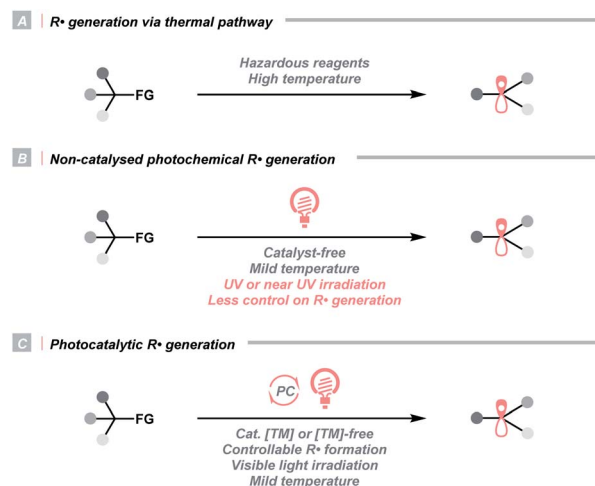 A | R• generation via thermal pathway
Hazardous reagents
High temperature
FG
B | Non-catalysed photochemical R• generation
FG
Catalyst-free
Mild temperature
UV or near UV irradiation
Less control on R• generation
C | Photocatalytic R• generation
PC
FG
Cat. [TM] or [TM]-free
Controllable R• formation
Visible light irradiation
Mild temperature